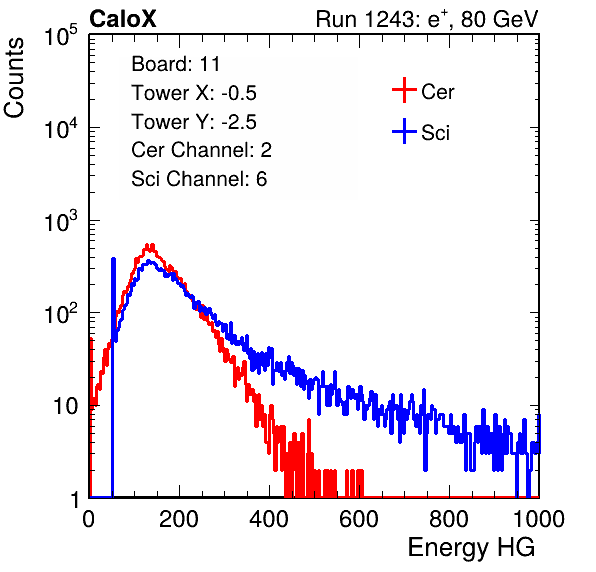 CaloX Run 1243: e⁺, 80 GeV
Counts
10⁵
10⁴
10³
10²
10
1
Board: 11
Tower X: -0.5
Tower Y: -2.5
Cer Channel: 2
Sci Channel: 6
Cer
Sci
0 200 400 600 800 1000
Energy HG